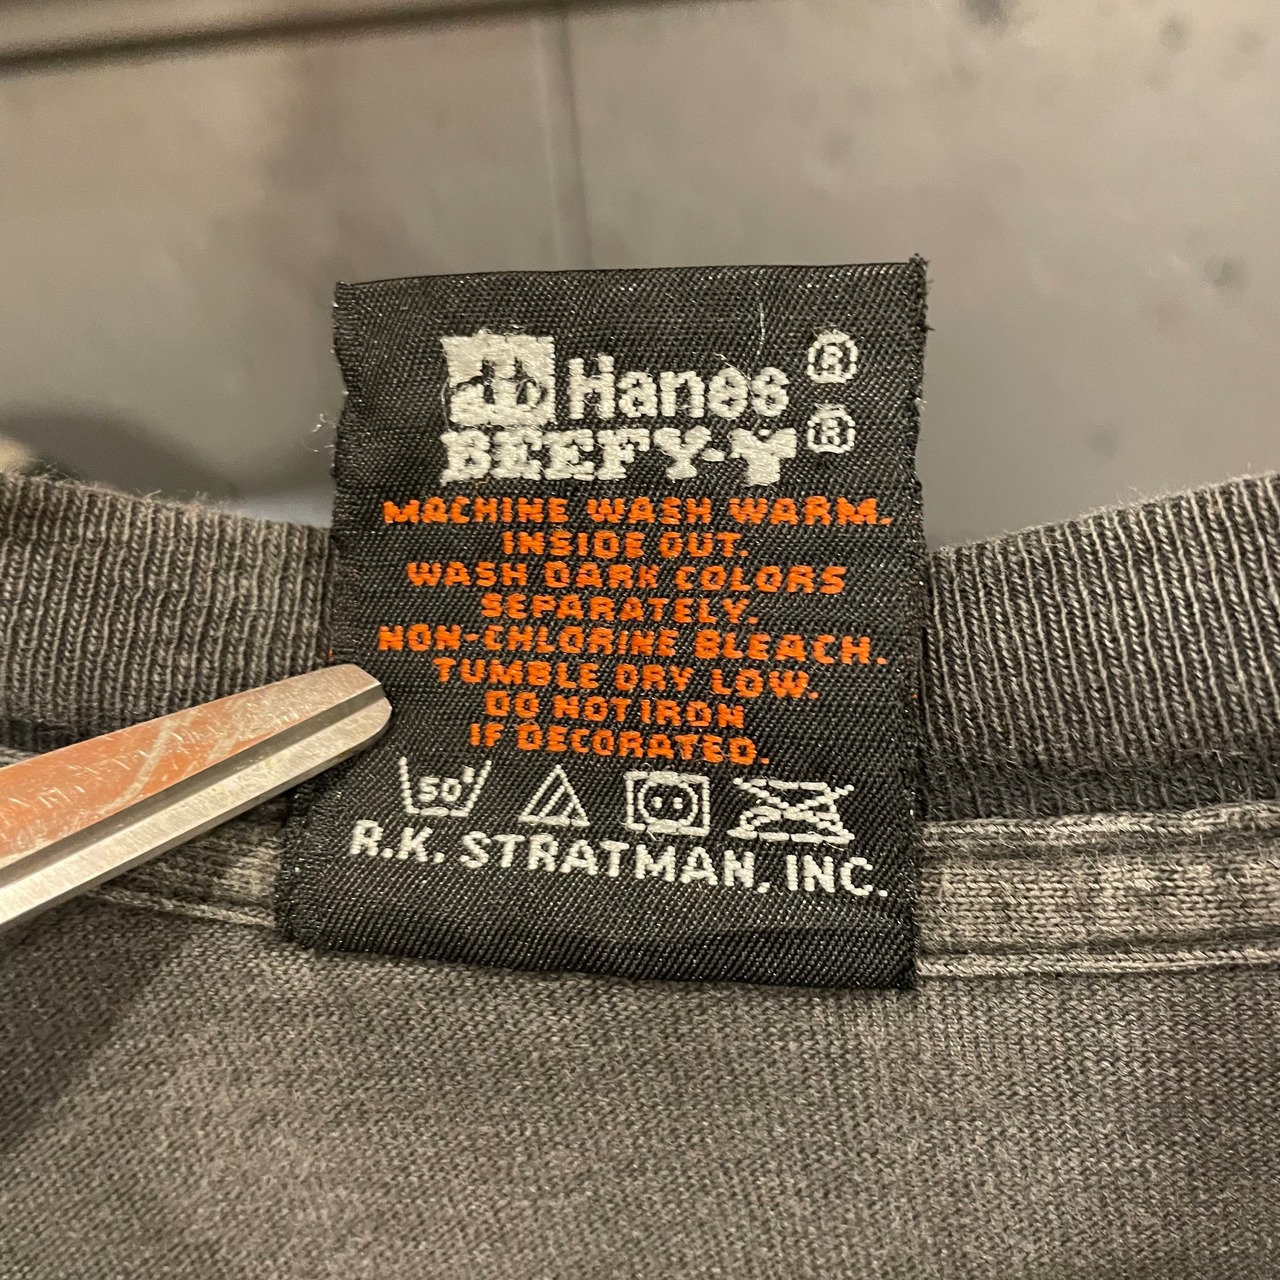 Hanes ®
BEEFY-T ®
MACHINE WASH WARM.
INSIDE OUT.
WASH DARK COLORS
SEPARATELY.
NON-CHLORINE BLEACH.
TUMBLE DRY LOW.
DO NOT IRON
IF DECORATED.
50°
R.K. STRATMAN, INC.